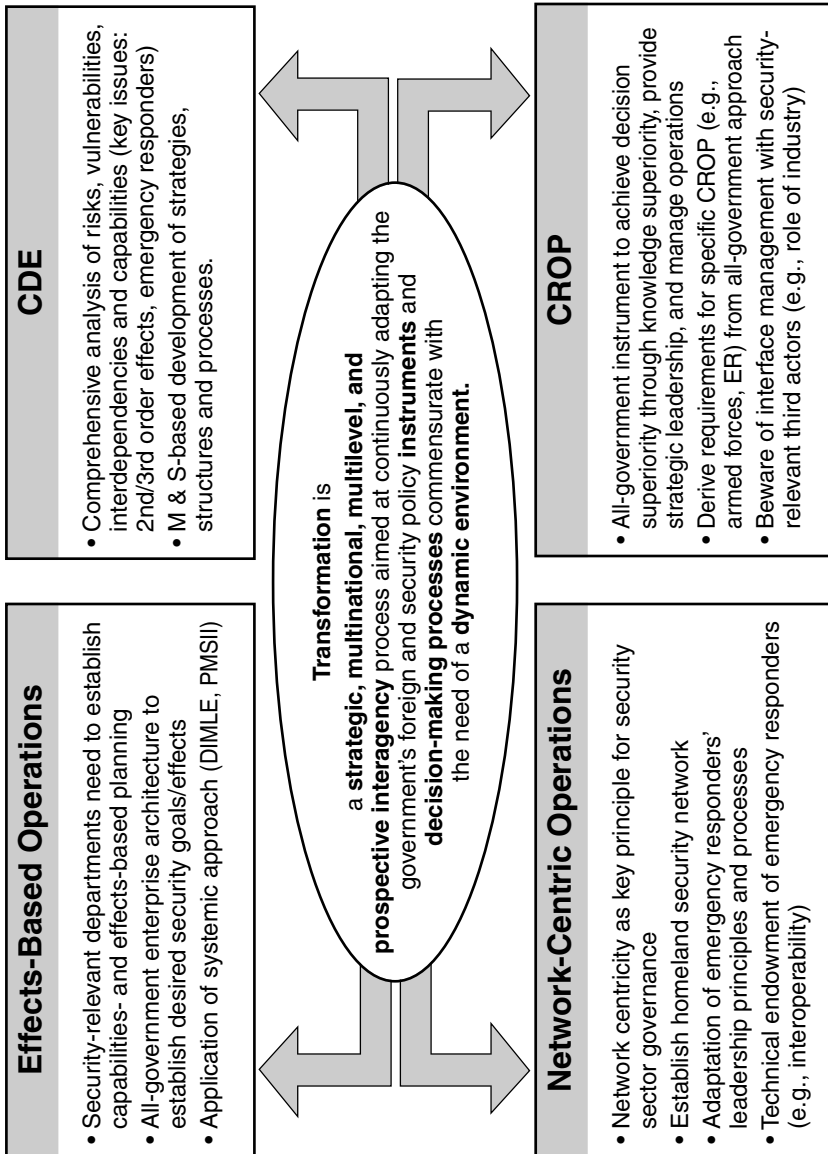 Effects-Based Operations
• Security-relevant departments need to establish
capabilities- and effects-based planning
• All-government enterprise architecture to
establish desired security goals/effects
• Application of systemic approach (DIMLE, PMSII)
CDE
• Comprehensive analysis of risks, vulnerabilities,
interdependencies and capabilities (key issues:
2nd/3rd order effects, emergency responders)
• M & S-based development of strategies,
structures and processes.
Transformation is
a strategic, multinational, multilevel, and
prospective interagency process aimed at continuously adapting the
government's foreign and security policy instruments and
decision-making processes commensurate with
the need of a dynamic environment.
Network-Centric Operations
• Network centricity as key principle for security
sector governance
• Establish homeland security network
• Adaptation of emergency responders'
leadership principles and processes
• Technical endowment of emergency responders
(e.g., interoperability)
CROP
• All-government instrument to achieve decision
superiority through knowledge superiority, provide
strategic leadership, and manage operations
• Derive requirements for specific CROP (e.g.,
armed forces, ER) from all-government approach
• Beware of interface management with security-
relevant third actors (e.g., role of industry)